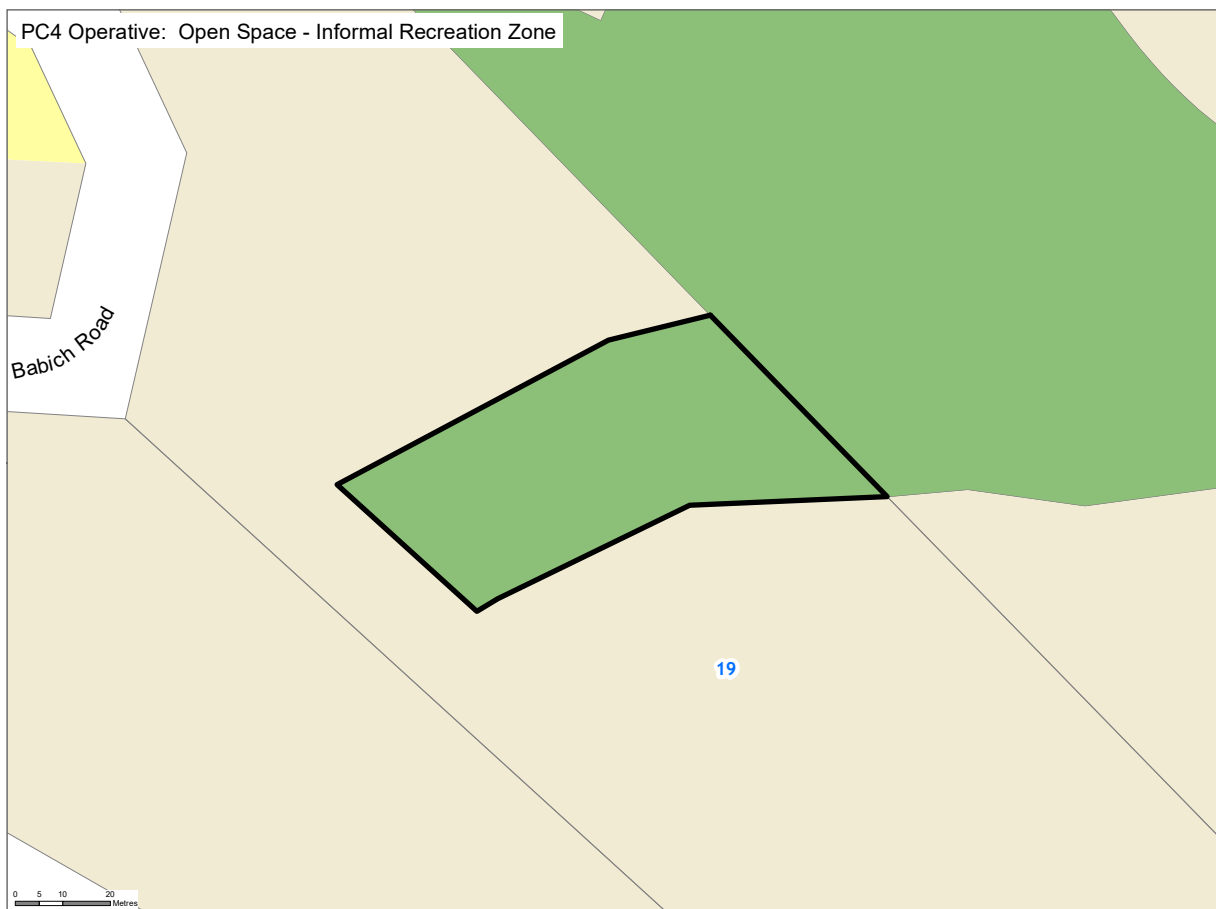 PC4 Operative:  Open Space - Informal Recreation Zone
Babich Road
19
0 5 10 20
Metres